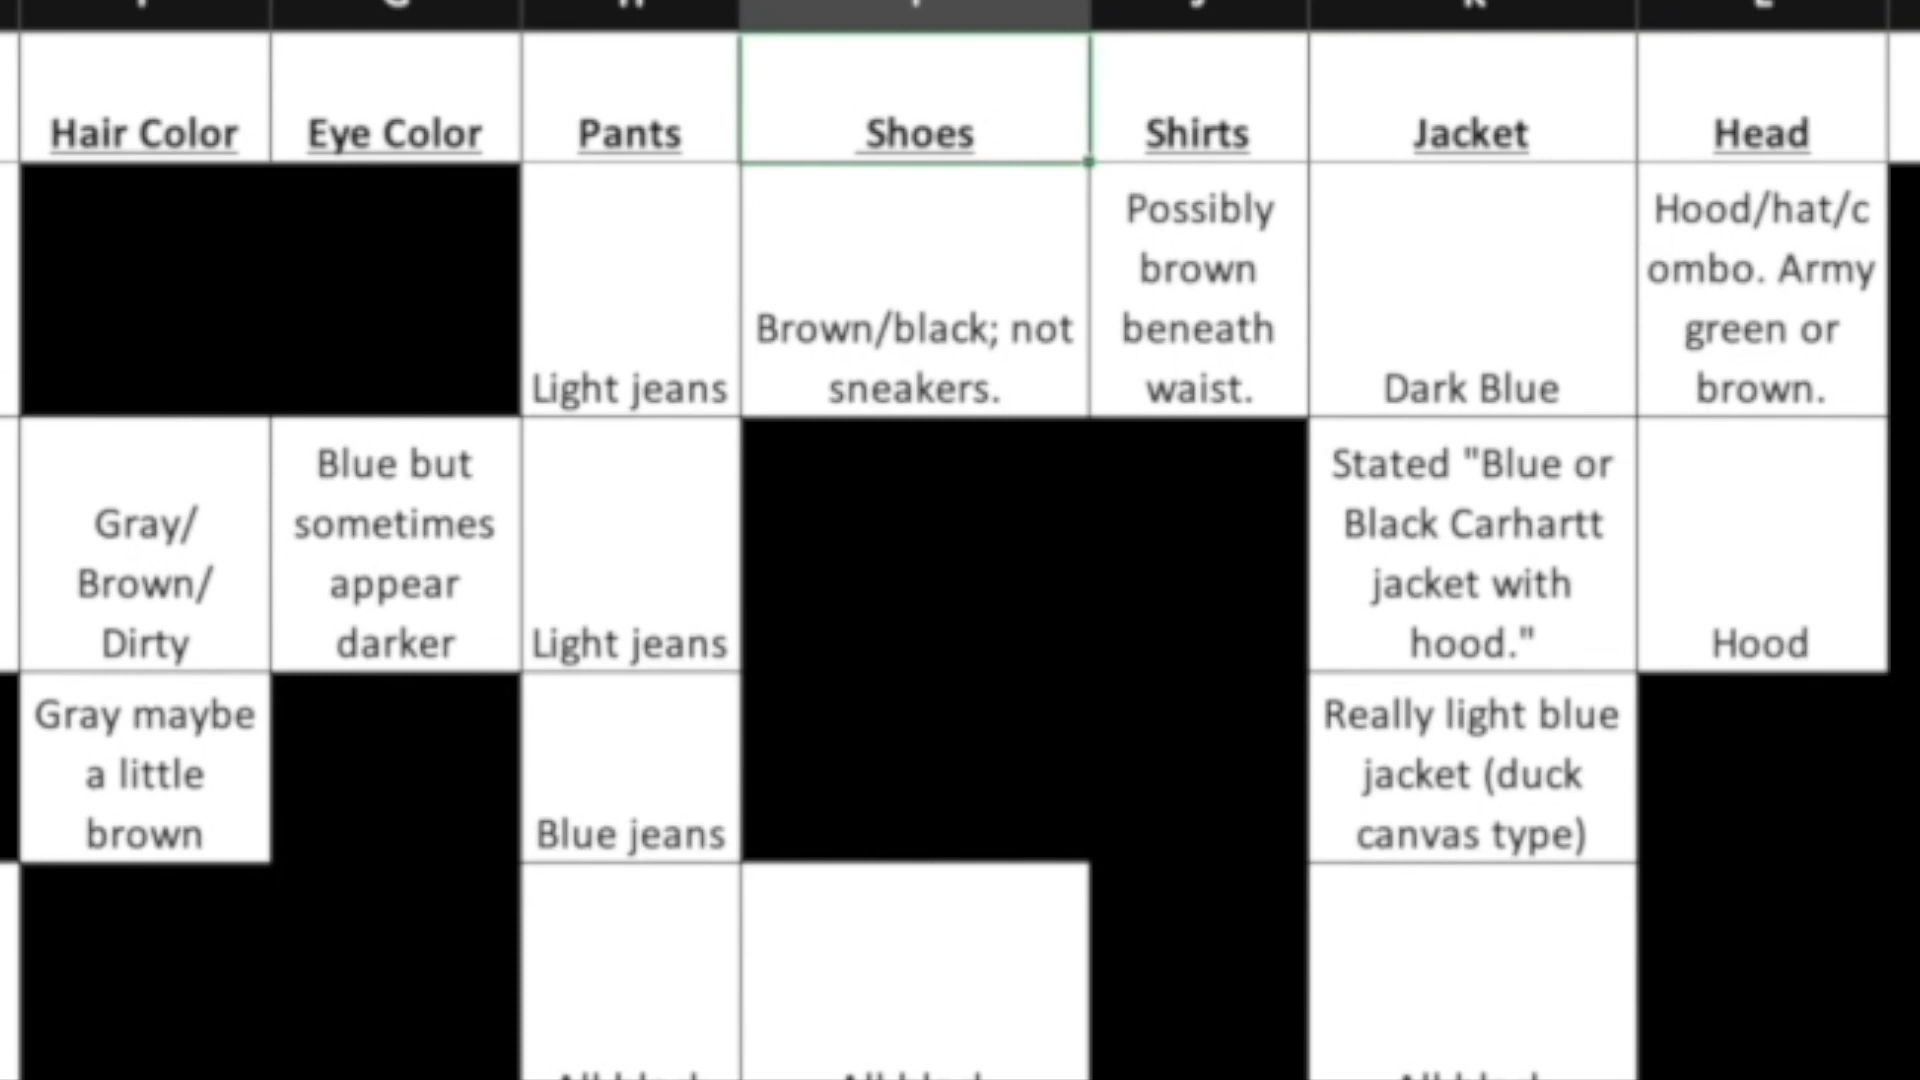 Hair Color Eye Color Pants Shoes Shirts Jacket Head
Light jeans
Brown/black; not
sneakers.
Possibly
brown
beneath
waist.
Dark Blue
Hood/hat/c
ombo. Army
green or
brown.
Gray/
Brown/
Dirty
Blue but
sometimes
appear
darker
Light jeans
Stated "Blue or
Black Carhartt
jacket with
hood."
Hood
Gray maybe
a little
brown
Blue jeans
Really light blue
jacket (duck
canvas type)